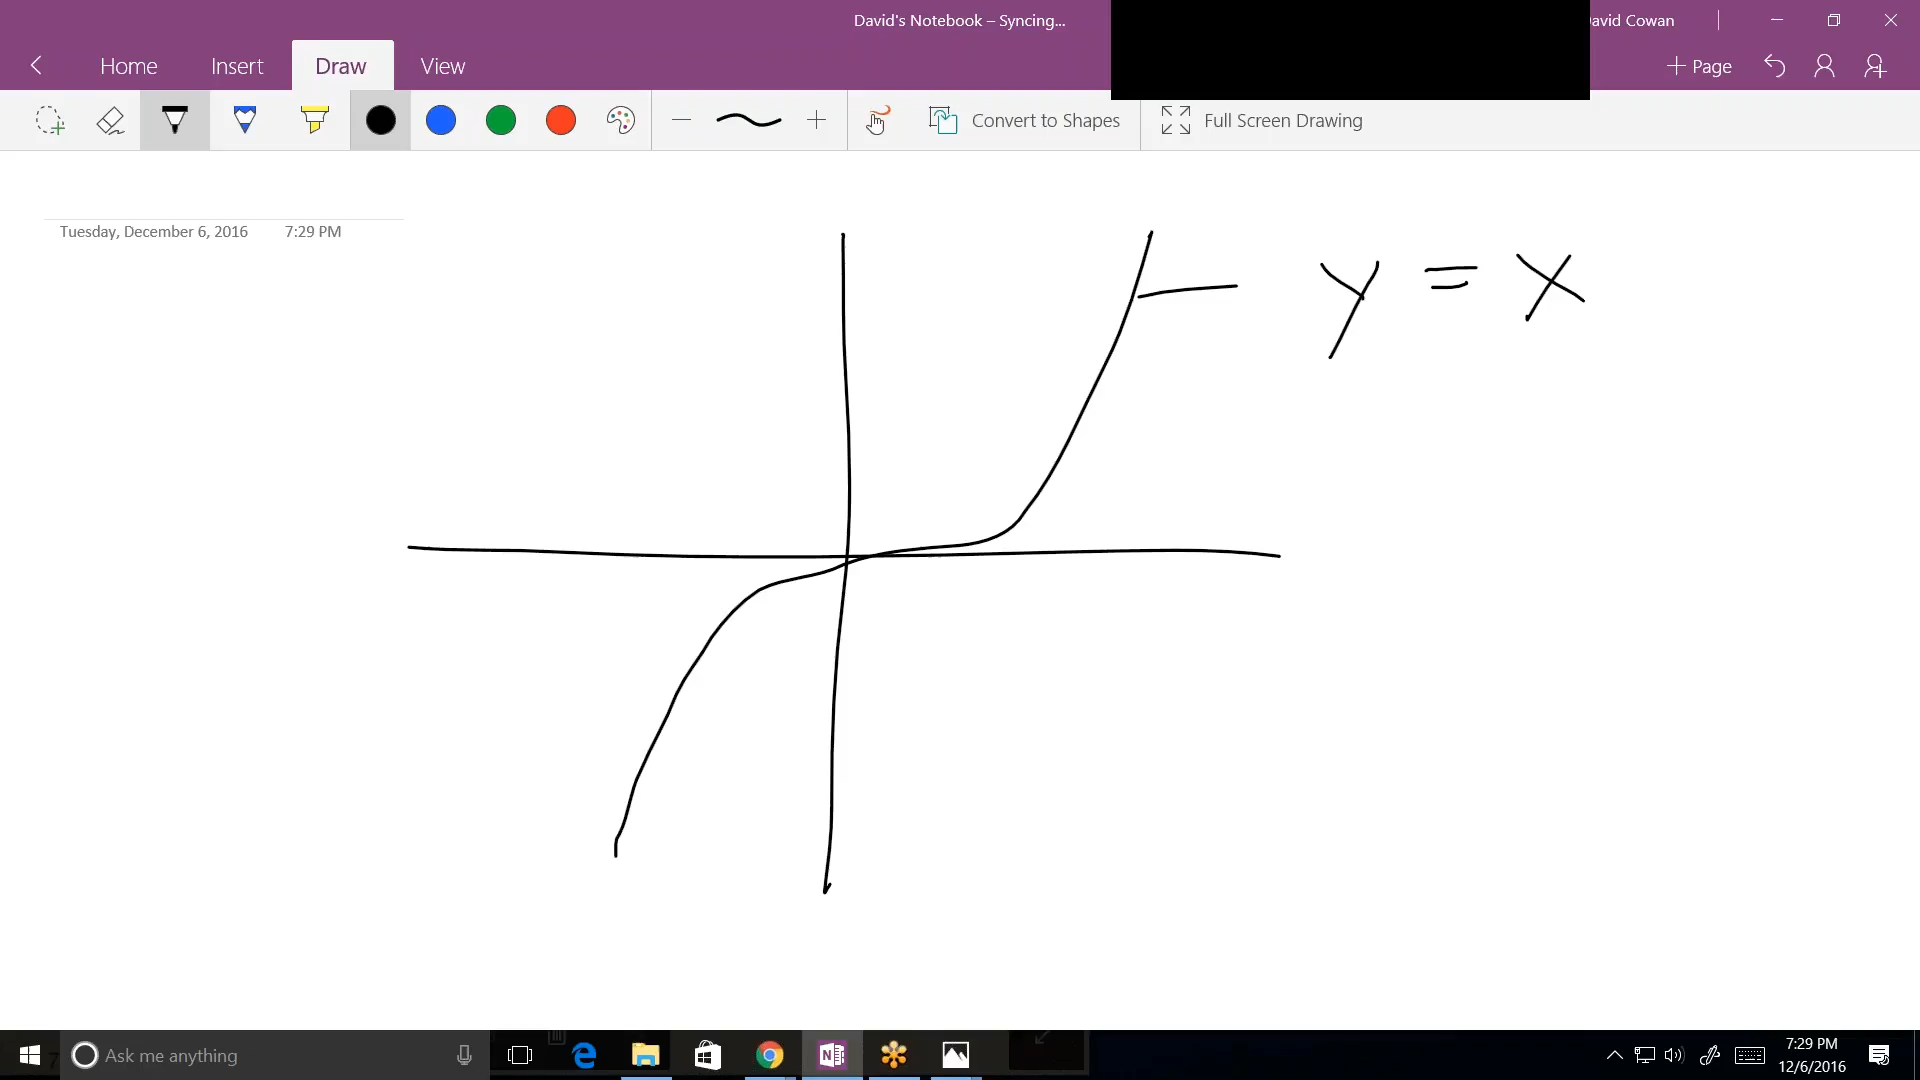 David's Notebook – Syncing...
avid Cowan
Home Insert Draw View
Page
Convert to Shapes Full Screen Drawing
Tuesday, December 6, 2016 7:29 PM
y = x
Ask me anything
7:29 PM
12/6/2016